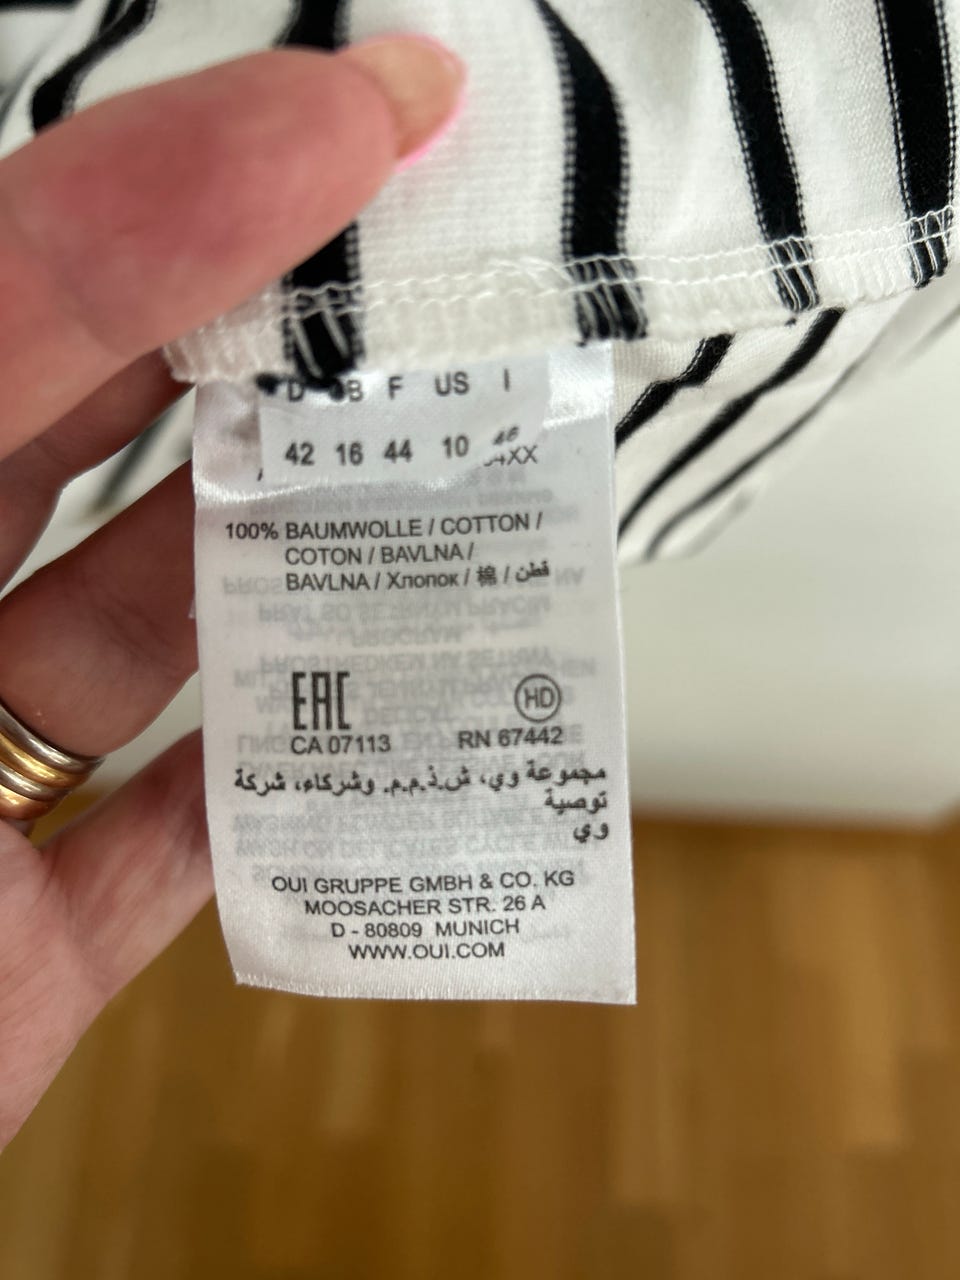 D GB F US I
42 16 44 10 46
4XX
100% BAUMWOLLE / COTTON /
COTON / BAVLNA /
BAVLNA / Хлопок / 棉 / قطن
EAC HD
CA 07113 RN 67442
مجموعة وي، ش.ذ.م.م. وشركاء، شركة
توصية
وي
OUI GRUPPE GMBH & CO. KG
MOOSACHER STR. 26 A
D - 80809 MUNICH
WWW.OUI.COM